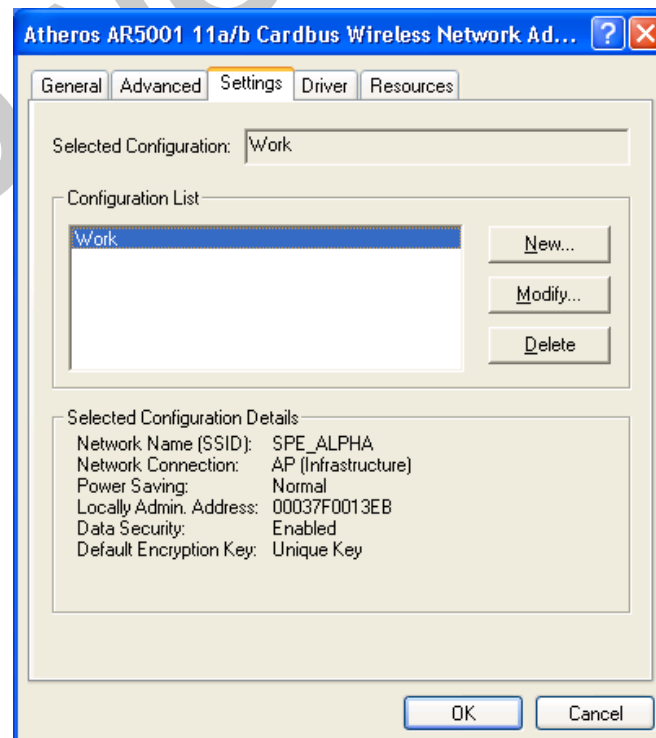 Atheros AR5001 11a/b Cardbus Wireless Network Ad...
General Advanced Settings Driver Resources
Selected Configuration: Work
Configuration List
Work
New...
Modify...
Delete
Selected Configuration Details
Network Name (SSID): SPE_ALPHA
Network Connection: AP (Infrastructure)
Power Saving: Normal
Locally Admin. Address: 00037F0013EB
Data Security: Enabled
Default Encryption Key: Unique Key
OK Cancel